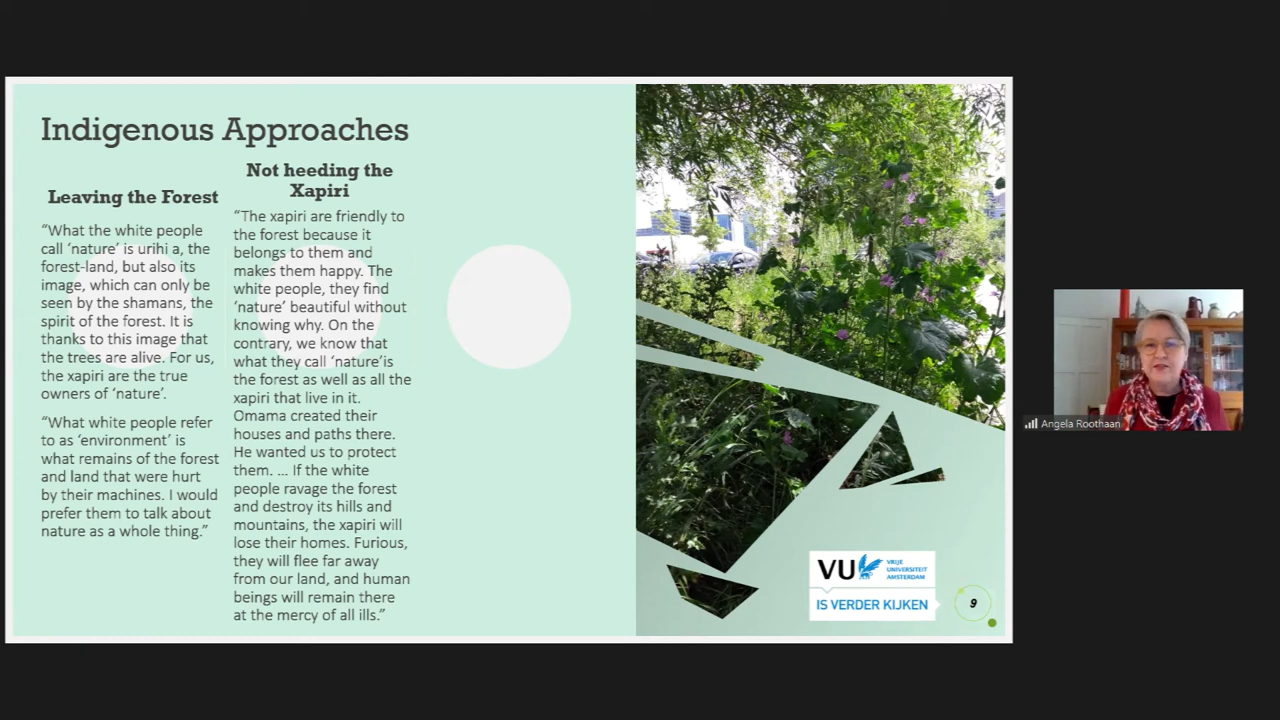 Indigenous Approaches
Leaving the Forest
“What the white people
call ‘nature’ is urihi a, the
forest-land, but also its
image, which can only be
seen by the shamans, the
spirit of the forest. It is
thanks to this image that
the trees are alive. For us,
the xapiri are the true
owners of ‘nature’.
“What white people refer
to as ‘environment’ is
what remains of the forest
and land that were hurt
by their machines. I would
prefer them to talk about
nature as a whole thing.”
Not heeding the
Xapiri
“The xapiri are friendly to
the forest because it
belongs to them and
makes them happy. The
white people, they find
‘nature’ beautiful without
knowing why. On the
contrary, we know that
what they call ‘nature’is
the forest as well as all the
xapiri that live in it.
Omama created their
houses and paths there.
He wanted us to protect
them. ... If the white
people ravage the forest
and destroy its hills and
mountains, the xapiri will
lose their homes. Furious,
they will flee far away
from our land, and human
beings will remain there
at the mercy of all ills.”
VU
VRIJE
UNIVERSITEIT
AMSTERDAM
IS VERDER KIJKEN
9
Angela Roothaan